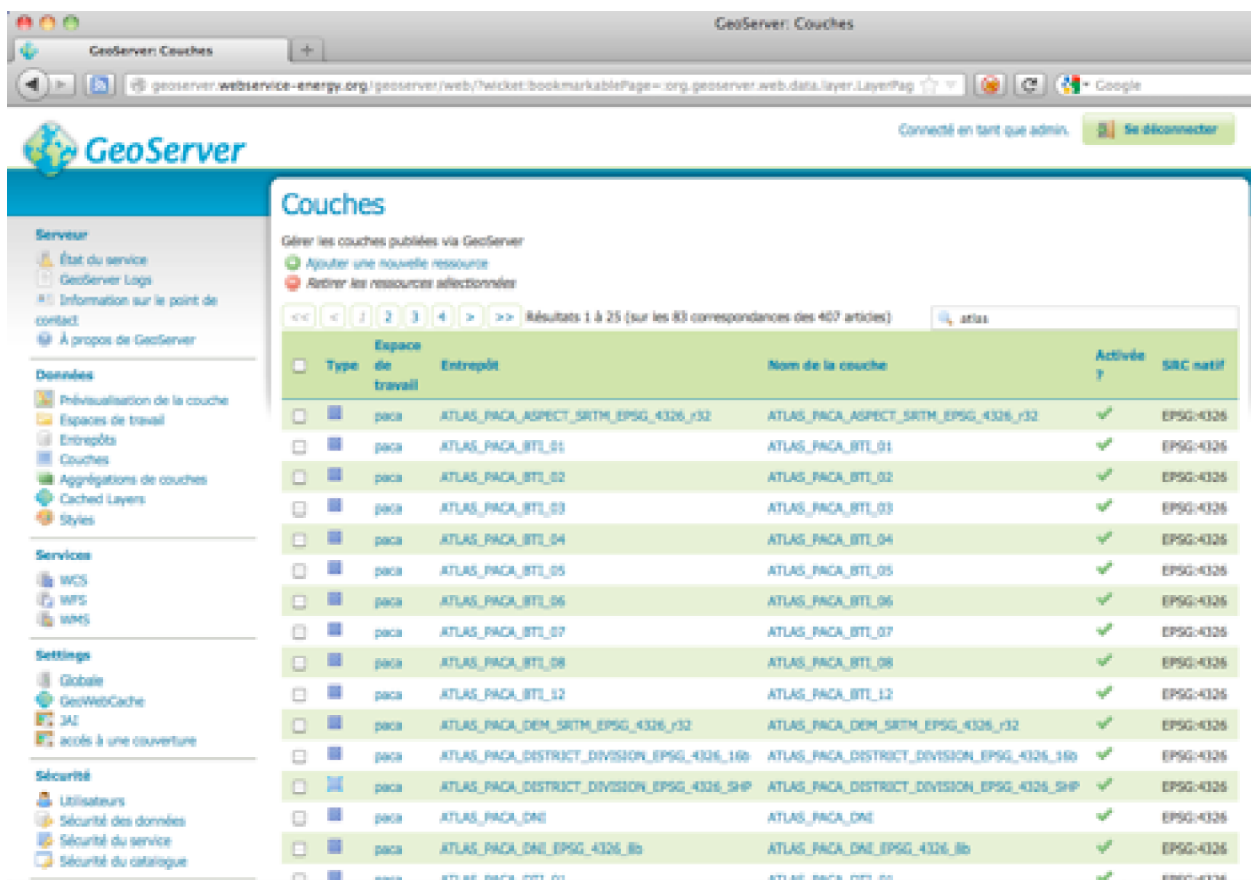 GeoServer: Couches
GeoServer: Couches
geoserver.webservice-energy.org/geoserver/web/?wicket:bookmarkablePage=:org.geoserver.web.data.layer.LayerPag
Google
GeoServer
Connecté en tant que admin.
Se déconnecter
Couches
Gérer les couches publiées via GeoServer
Ajouter une nouvelle ressource
Retirer les ressources sélectionnées
<< < 1 2 3 4 > >> Résultats 1 à 25 (sur les 83 correspondances des 407 articles)
atlas
Serveur
État du service
GeoServer Logs
Information sur le point de
contact
À propos de GeoServer
Données
Prévisualisation de la couche
Espaces de travail
Entrepôts
Couches
Aggrégations de couches
Cached Layers
Styles
Services
WCS
WFS
WMS
Settings
Globale
GeoWebCache
JAI
accès à une couverture
Sécurité
Utilisateurs
Sécurité des données
Sécurité du service
Sécurité du catalogue
Type Espace de travail Entrepôt Nom de la couche Activée ? SRC natif
paca ATLAS_PACA_ASPECT_SRTM_EPSG_4326_r32 ATLAS_PACA_ASPECT_SRTM_EPSG_4326_r32 EPSG:4326
paca ATLAS_PACA_BTI_01 ATLAS_PACA_BTI_01 EPSG:4326
paca ATLAS_PACA_BTI_02 ATLAS_PACA_BTI_02 EPSG:4326
paca ATLAS_PACA_BTI_03 ATLAS_PACA_BTI_03 EPSG:4326
paca ATLAS_PACA_BTI_04 ATLAS_PACA_BTI_04 EPSG:4326
paca ATLAS_PACA_BTI_05 ATLAS_PACA_BTI_05 EPSG:4326
paca ATLAS_PACA_BTI_06 ATLAS_PACA_BTI_06 EPSG:4326
paca ATLAS_PACA_BTI_07 ATLAS_PACA_BTI_07 EPSG:4326
paca ATLAS_PACA_BTI_08 ATLAS_PACA_BTI_08 EPSG:4326
paca ATLAS_PACA_BTI_12 ATLAS_PACA_BTI_12 EPSG:4326
paca ATLAS_PACA_DEM_SRTM_EPSG_4326_r32 ATLAS_PACA_DEM_SRTM_EPSG_4326_r32 EPSG:4326
paca ATLAS_PACA_DISTRICT_DIVISION_EPSG_4326_16b ATLAS_PACA_DISTRICT_DIVISION_EPSG_4326_16b EPSG:4326
paca ATLAS_PACA_DISTRICT_DIVISION_EPSG_4326_SHP ATLAS_PACA_DISTRICT_DIVISION_EPSG_4326_SHP EPSG:4326
paca ATLAS_PACA_DNI ATLAS_PACA_DNI EPSG:4326
paca ATLAS_PACA_DNI_EPSG_4326_8b ATLAS_PACA_DNI_EPSG_4326_8b EPSG:4326